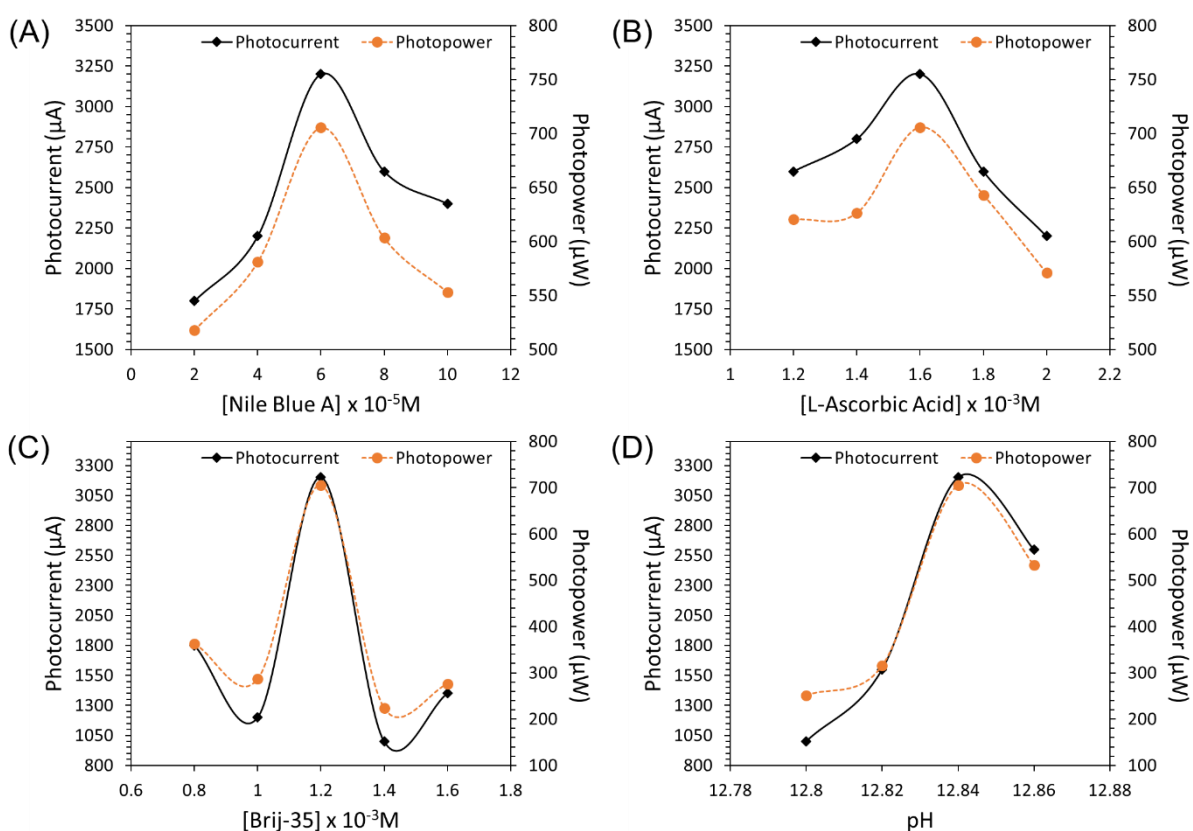 (A)
Photocurrent Photopower
Photocurrent (µA)
3500
3250
3000
2750
2500
2250
2000
1750
1500
800
750
700
650
600
550
500
Photopower (µW)
0 2 4 6 8 10 12
[Nile Blue A] x 10⁻⁵M
(B)
Photocurrent Photopower
Photocurrent (µA)
3500
3250
3000
2750
2500
2250
2000
1750
1500
800
750
700
650
600
550
500
Photopower (µW)
1 1.2 1.4 1.6 1.8 2 2.2
[L-Ascorbic Acid] x 10⁻³M
(C)
Photocurrent Photopower
Photocurrent (µA)
3300
3050
2800
2550
2300
2050
1800
1550
1300
1050
800
800
700
600
500
400
300
200
100
Photopower (µW)
0.6 0.8 1 1.2 1.4 1.6 1.8
[Brij-35] x 10⁻³M
(D)
Photocurrent Photopower
Photocurrent (µA)
3300
3050
2800
2550
2300
2050
1800
1550
1300
1050
800
800
700
600
500
400
300
200
100
Photopower (µW)
12.78 12.8 12.82 12.84 12.86 12.88
pH